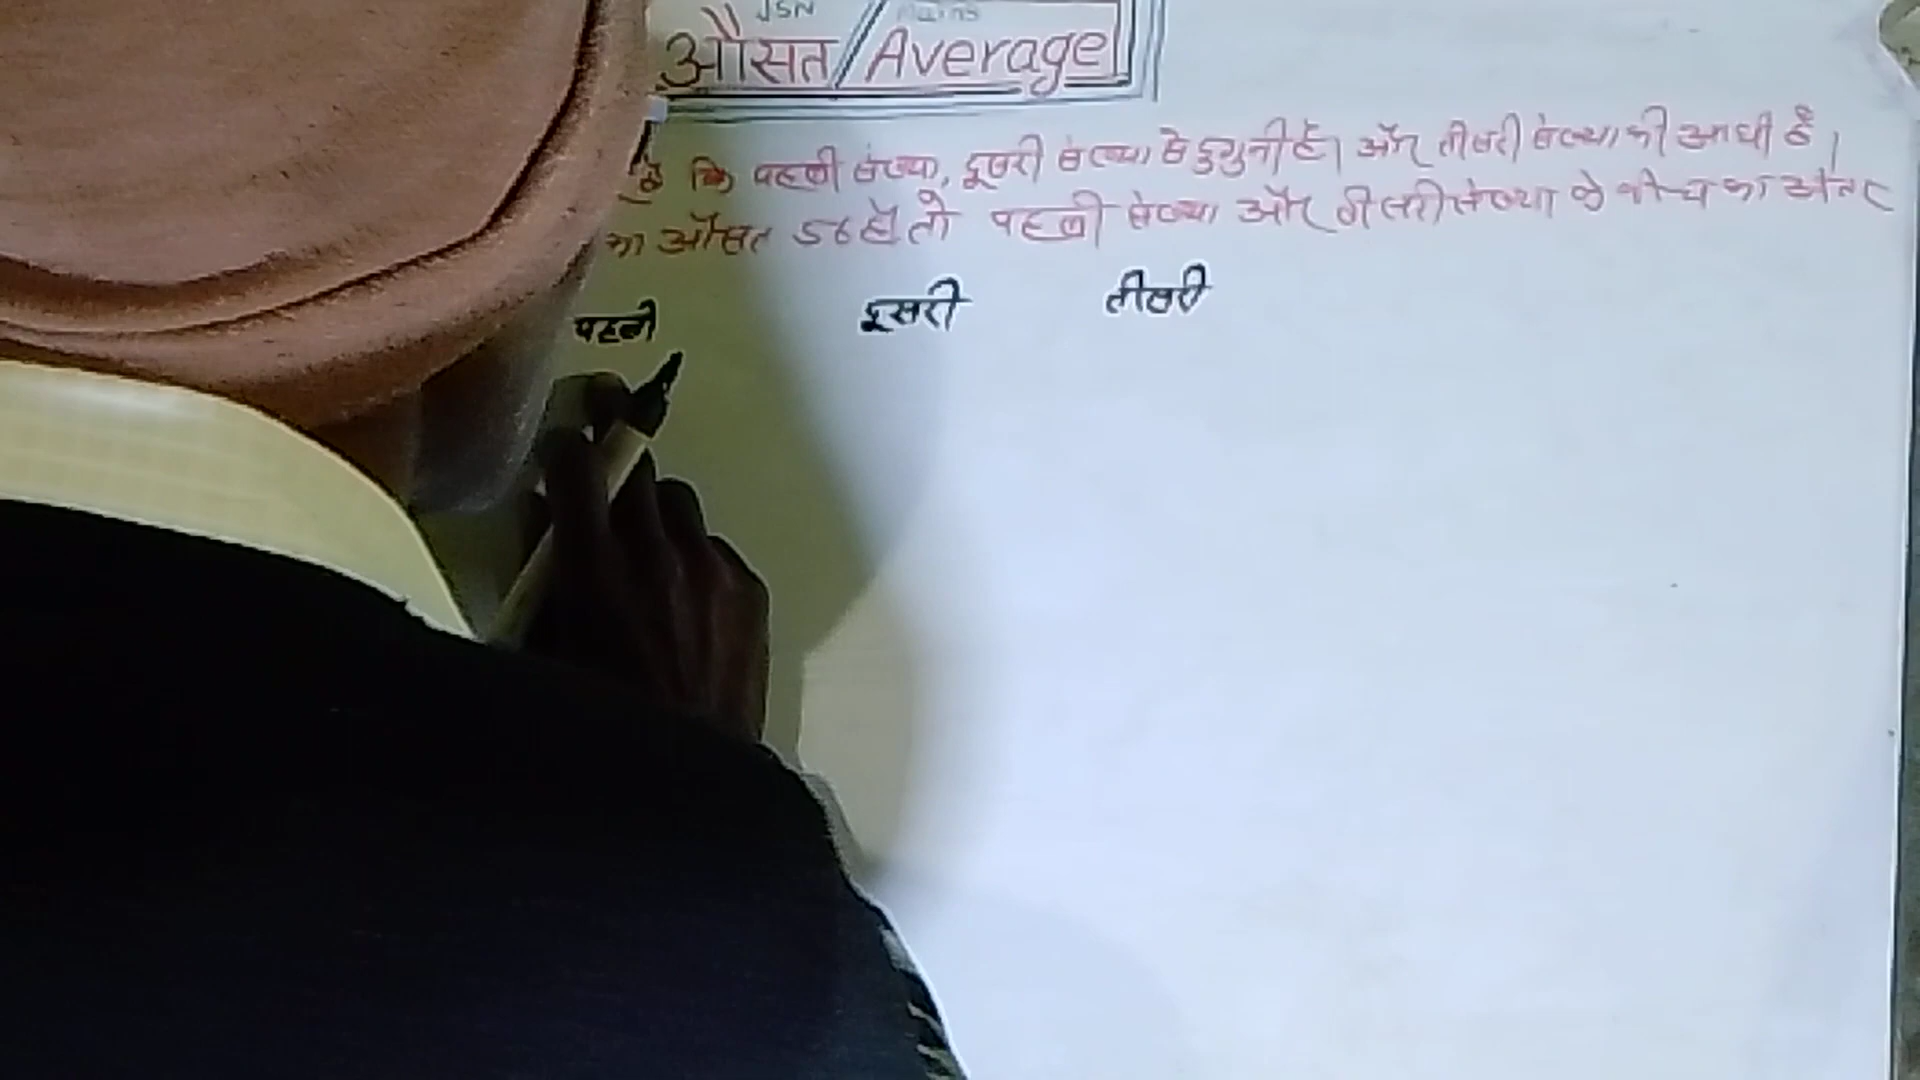 JSN / Mains
औसत/Average
है कि पहली संख्या, दूसरी संख्या से दुगुनी है। और तीसरी संख्या की आधी है।
का औसत 56 हो तो पहली संख्या और तीसरी संख्या के बीच का अंतर
पहली दूसरी तीसरी